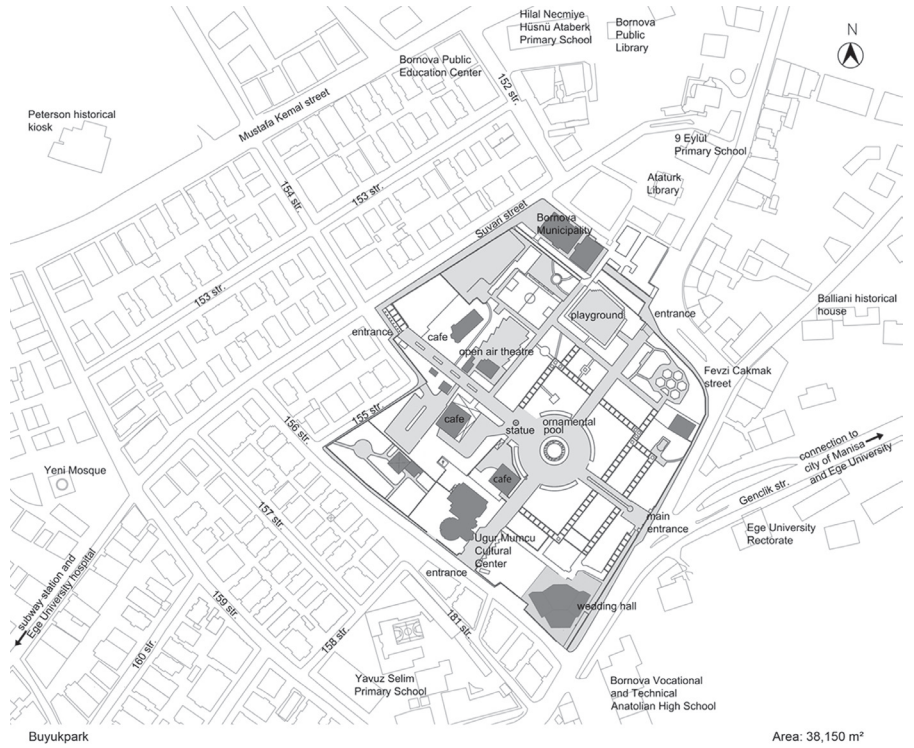 Hilal Necmiye
Hüsnü Ataberk
Primary School
Bornova
Public
Library
N
Bornova Public
Education Center
152 str.
Peterson historical
kiosk
Mustafa Kemal street
9 Eylül
Primary School
Ataturk
Library
154 str.
153 str.
Suvari street
Bornova
Municipality
153 str.
Balliani historical
house
playground
entrance
entrance
cafe
open air theatre
Fevzi Cakmak
street
155 str.
156 str.
cafe
statue
ornamental
pool
connection to
city of Manisa
and Ege University
Yeni Mosque
cafe
Genclik str.
157 str.
main
entrance
Ege University
Rectorate
Ugur Mumcu
Cultural
Center
entrance
wedding hall
subway station and
Ege University hospital
159 str.
158 str.
181 str.
160 str.
Yavuz Selim
Primary School
Bornova Vocational
and Technical
Anatolian High School
Buyukpark
Area: 38,150 m²